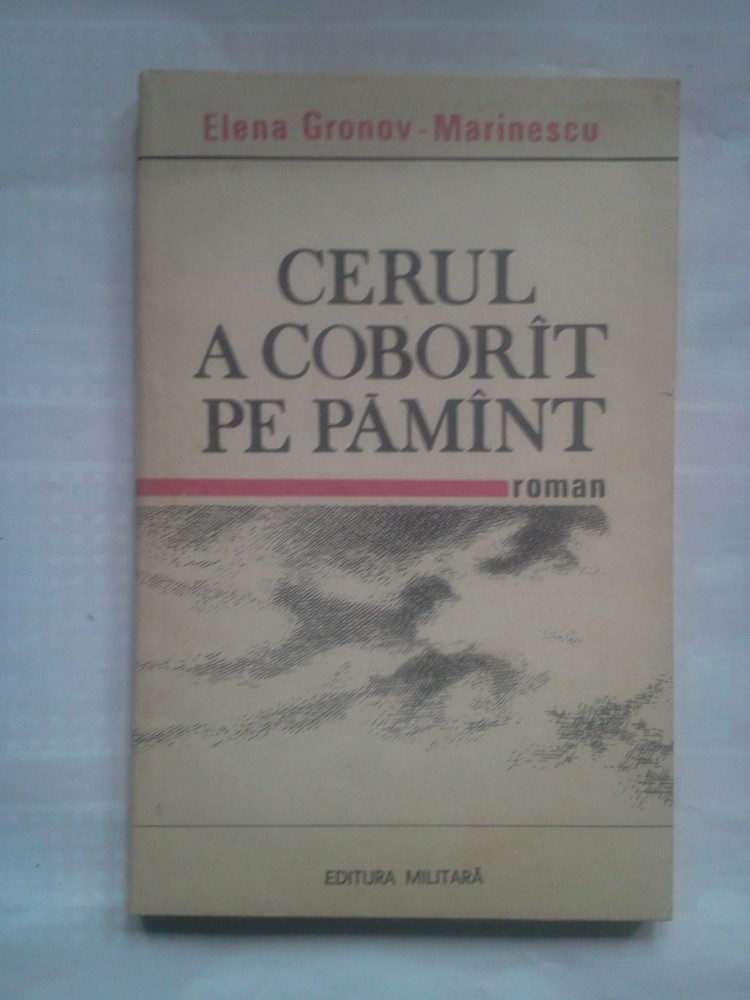 Elena Gronov-Marinescu
CERUL
A COBORÎT
PE PĂMÎNT
roman
EDITURA MILITARĂ